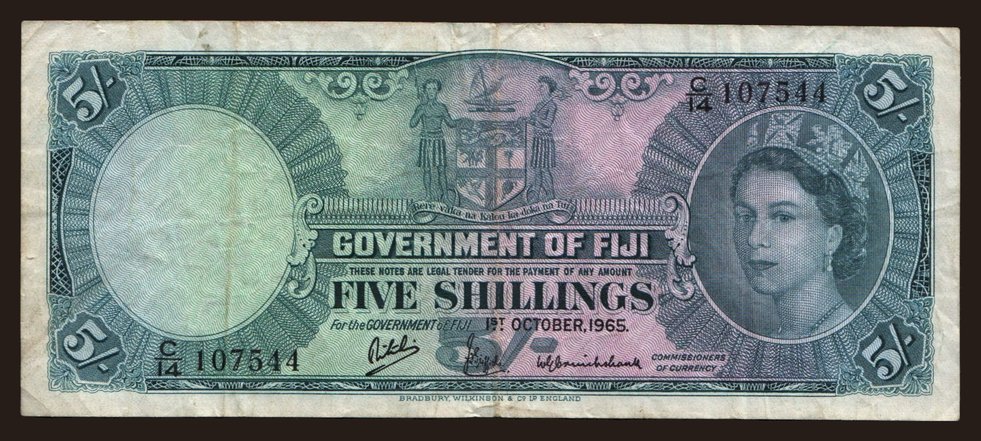 5/- 5/-
C/14 107544
Rere vaka na Kalou ka doka na Tui
GOVERNMENT OF FIJI
THESE NOTES ARE LEGAL TENDER FOR THE PAYMENT OF ANY AMOUNT
FIVE SHILLINGS
For the GOVERNMENT of FIJI 1ST OCTOBER, 1965.
C/14 107544
5/- 5/- 5/-
COMMISSIONERS
OF CURRENCY
BRADBURY, WILKINSON & Co LD ENGLAND